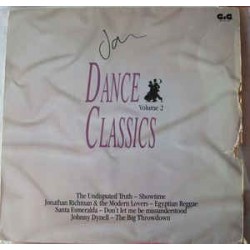 G&G
Jan
DANCE
Volume 2
CLASSICS
The Undisputed Truth – Showtime
Jonathan Richman & the Modern Lovers – Egyptian Reggae
Santa Esmeralda – Don't let me be misunderstood
Johnny Dynell – The Big Throwdown